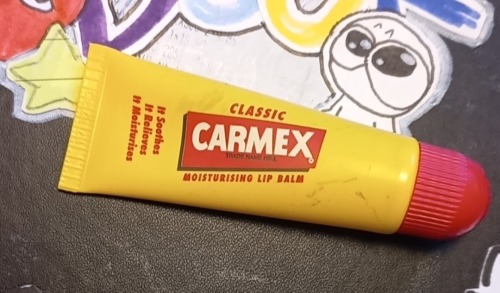 CLASSIC
CARMEX
MOISTURISING LIP BALM
It Soothes
It Relieves
It Moisturises